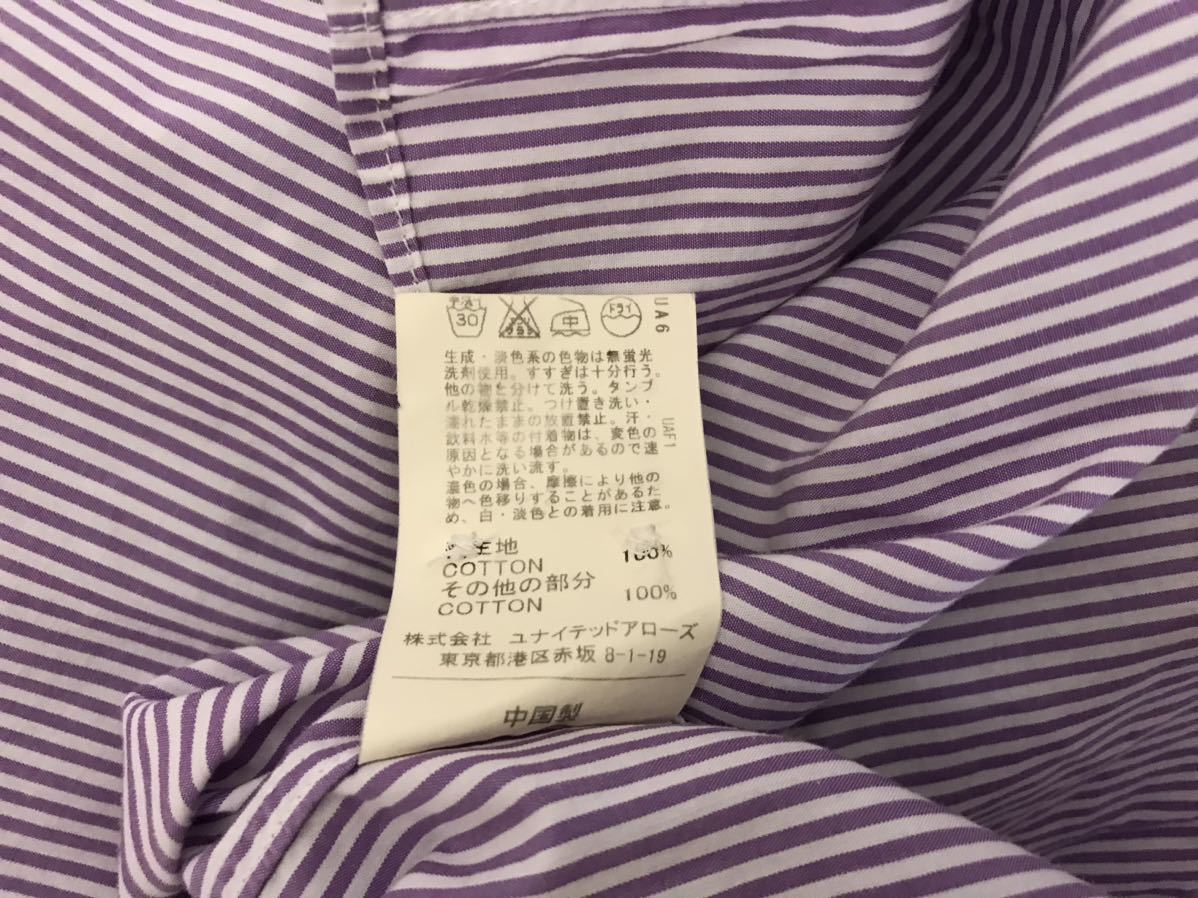 30 中 ドライ
UA6
生成・淡色系の色物は無蛍光
洗剤使用。すすぎは十分行う。
他の物と分けて洗う。タンブ
ル乾燥禁止。つけ置き洗い・
濡れたままの放置禁止。汗・
飲料水等の付着物は、変色の
原因となる場合があるので速
やかに洗い流す。
濃色の場合、摩擦により他の
物へ色移りすることがあるた
め、白・淡色との着用に注意。
UAF1
生地
COTTON 100%
その他の部分
COTTON 100%
株式会社 ユナイテッドアローズ
東京都港区赤坂 8-1-19
中国製